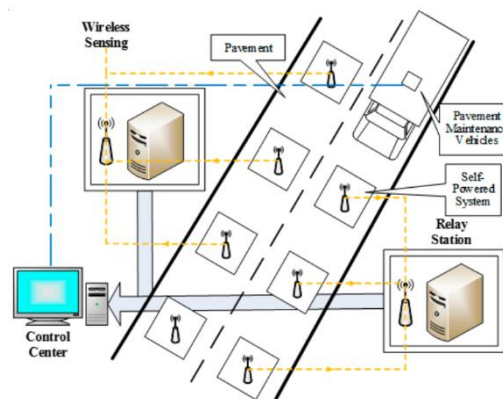 Wireless
Sensing
Pavement
Pavement
Maintenance
Vehicles
Self-
Powered
System
Relay
Station
Control
Center